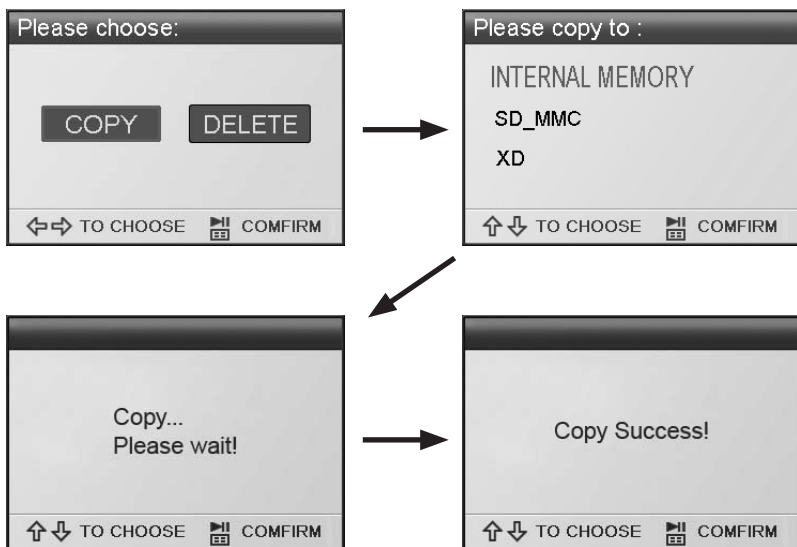 Please choose:
COPY DELETE
TO CHOOSE COMFIRM
Please copy to :
INTERNAL MEMORY
SD_MMC
XD
TO CHOOSE COMFIRM
Copy...
Please wait!
TO CHOOSE COMFIRM
Copy Success!
TO CHOOSE COMFIRM